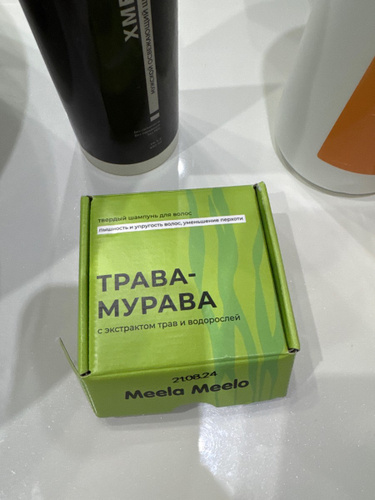 ХМЕ
твердый шампунь для волос
пышность и упругость волос, уменьшение перхоти
ТРАВА-
МУРАВА
с экстрактом трав и водорослей
21.08.24
Meela Meelo